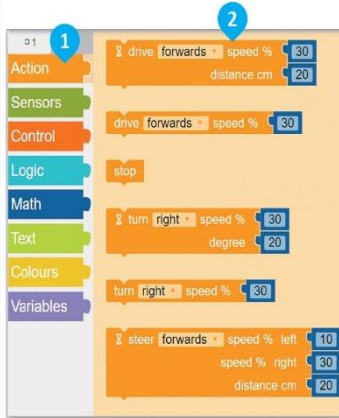 1
1
2
Action
Sensors
Control
Logic
Math
Text
Colours
Variables
drive forwards speed % 30
distance cm 20
drive forwards speed % 30
stop
turn right speed % 30
degree 20
turn right speed % 30
steer forwards speed % left 10
speed % right 30
distance cm 20